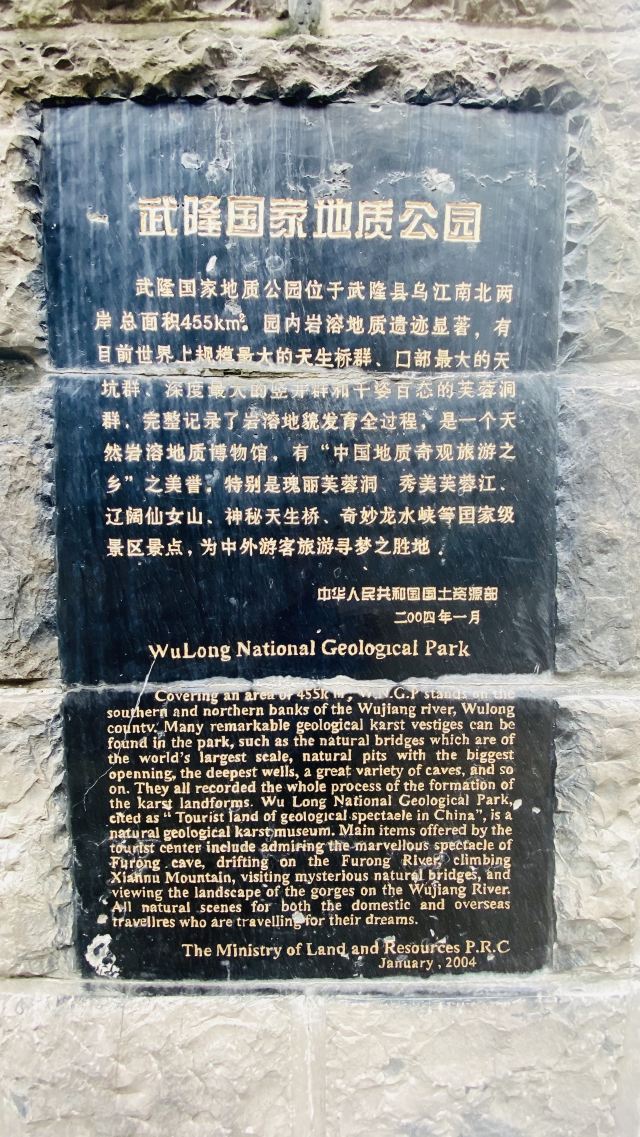 武隆国家地质公园
武隆国家地质公园位于武隆县乌江南北两
岸总面积455km²。园内岩溶地质遗迹显著，有
目前世界上规模最大的天生桥群、口部最大的天
坑群、深度最大的竖井群和千姿百态的芙蓉洞
群，完整记录了岩溶地貌发育全过程，是一个天
然岩溶地质博物馆，有“中国地质奇观旅游之
乡”之美誉。特别是瑰丽芙蓉洞 秀美芙蓉江、
辽阔仙女山、神秘天生桥、奇妙龙水峡等国家级
景区景点，为中外游客旅游寻梦之胜地．
中华人民共和国国土资源部
二00四年一月
WuLong National Geological Park
Covering an area of 455k m², W.N.G.P stands on the
southern and northern banks of the Wujiang river, Wulong
county. Many remarkable geological karst vestiges can be
found in the park, such as the natural bridges which are of
the world's largest scale, natural pits with the biggest
openning, the deepest wells, a great variety of caves, and so
on. They all recorded the whole process of the formation of
the karst landforms. Wu Long National Geological Park,
cited as “ Tourist land of geological spectacle in China”, is a
natural geological karst museum. Main items offered by the
tourist center include admiring the marvellous spectacle of
Furong cave, drifting on the Furong River, climbing
Xiannu Mountain, visiting mysterious natural bridges, and
viewing the landscape of the gorges on the Wujiang River.
All natural scenes for both the domestic and overseas
travellres who are travelling for their dreams.
The Ministry of Land and Resources P.R.C
January , 2004